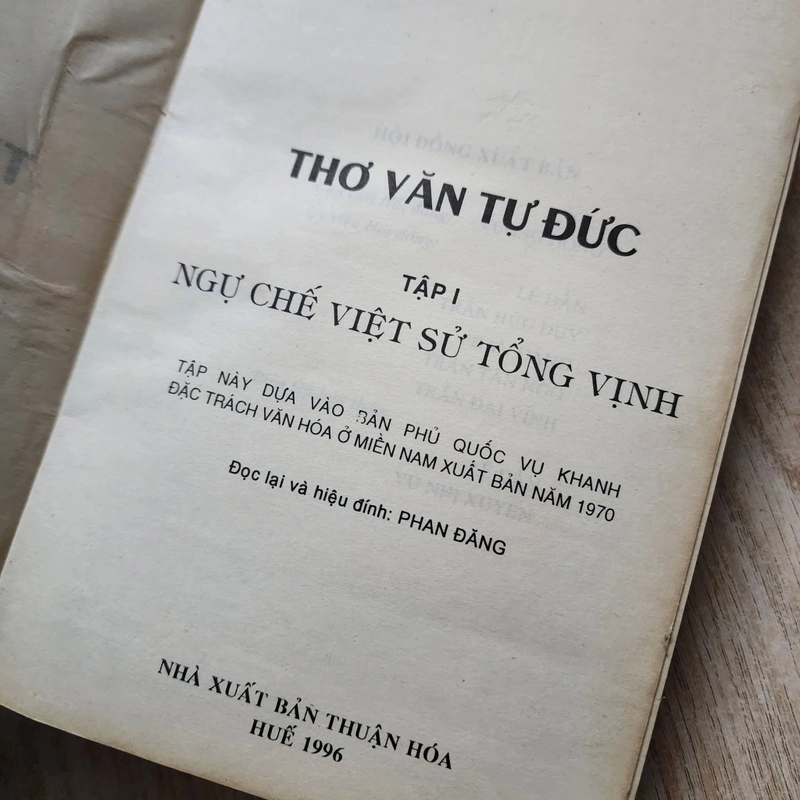 THƠ VĂN TỰ ĐỨC
TẬP I
NGỰ CHẾ VIỆT SỬ TỔNG VỊNH
TẬP NÀY DỰA VÀO BẢN PHỦ QUỐC VỤ KHANH
ĐẶC TRÁCH VĂN HÓA Ở MIỀN NAM XUẤT BẢN NĂM 1970
Đọc lại và hiệu đính: PHAN ĐĂNG
NHÀ XUẤT BẢN THUẬN HÓA
HUẾ 1996